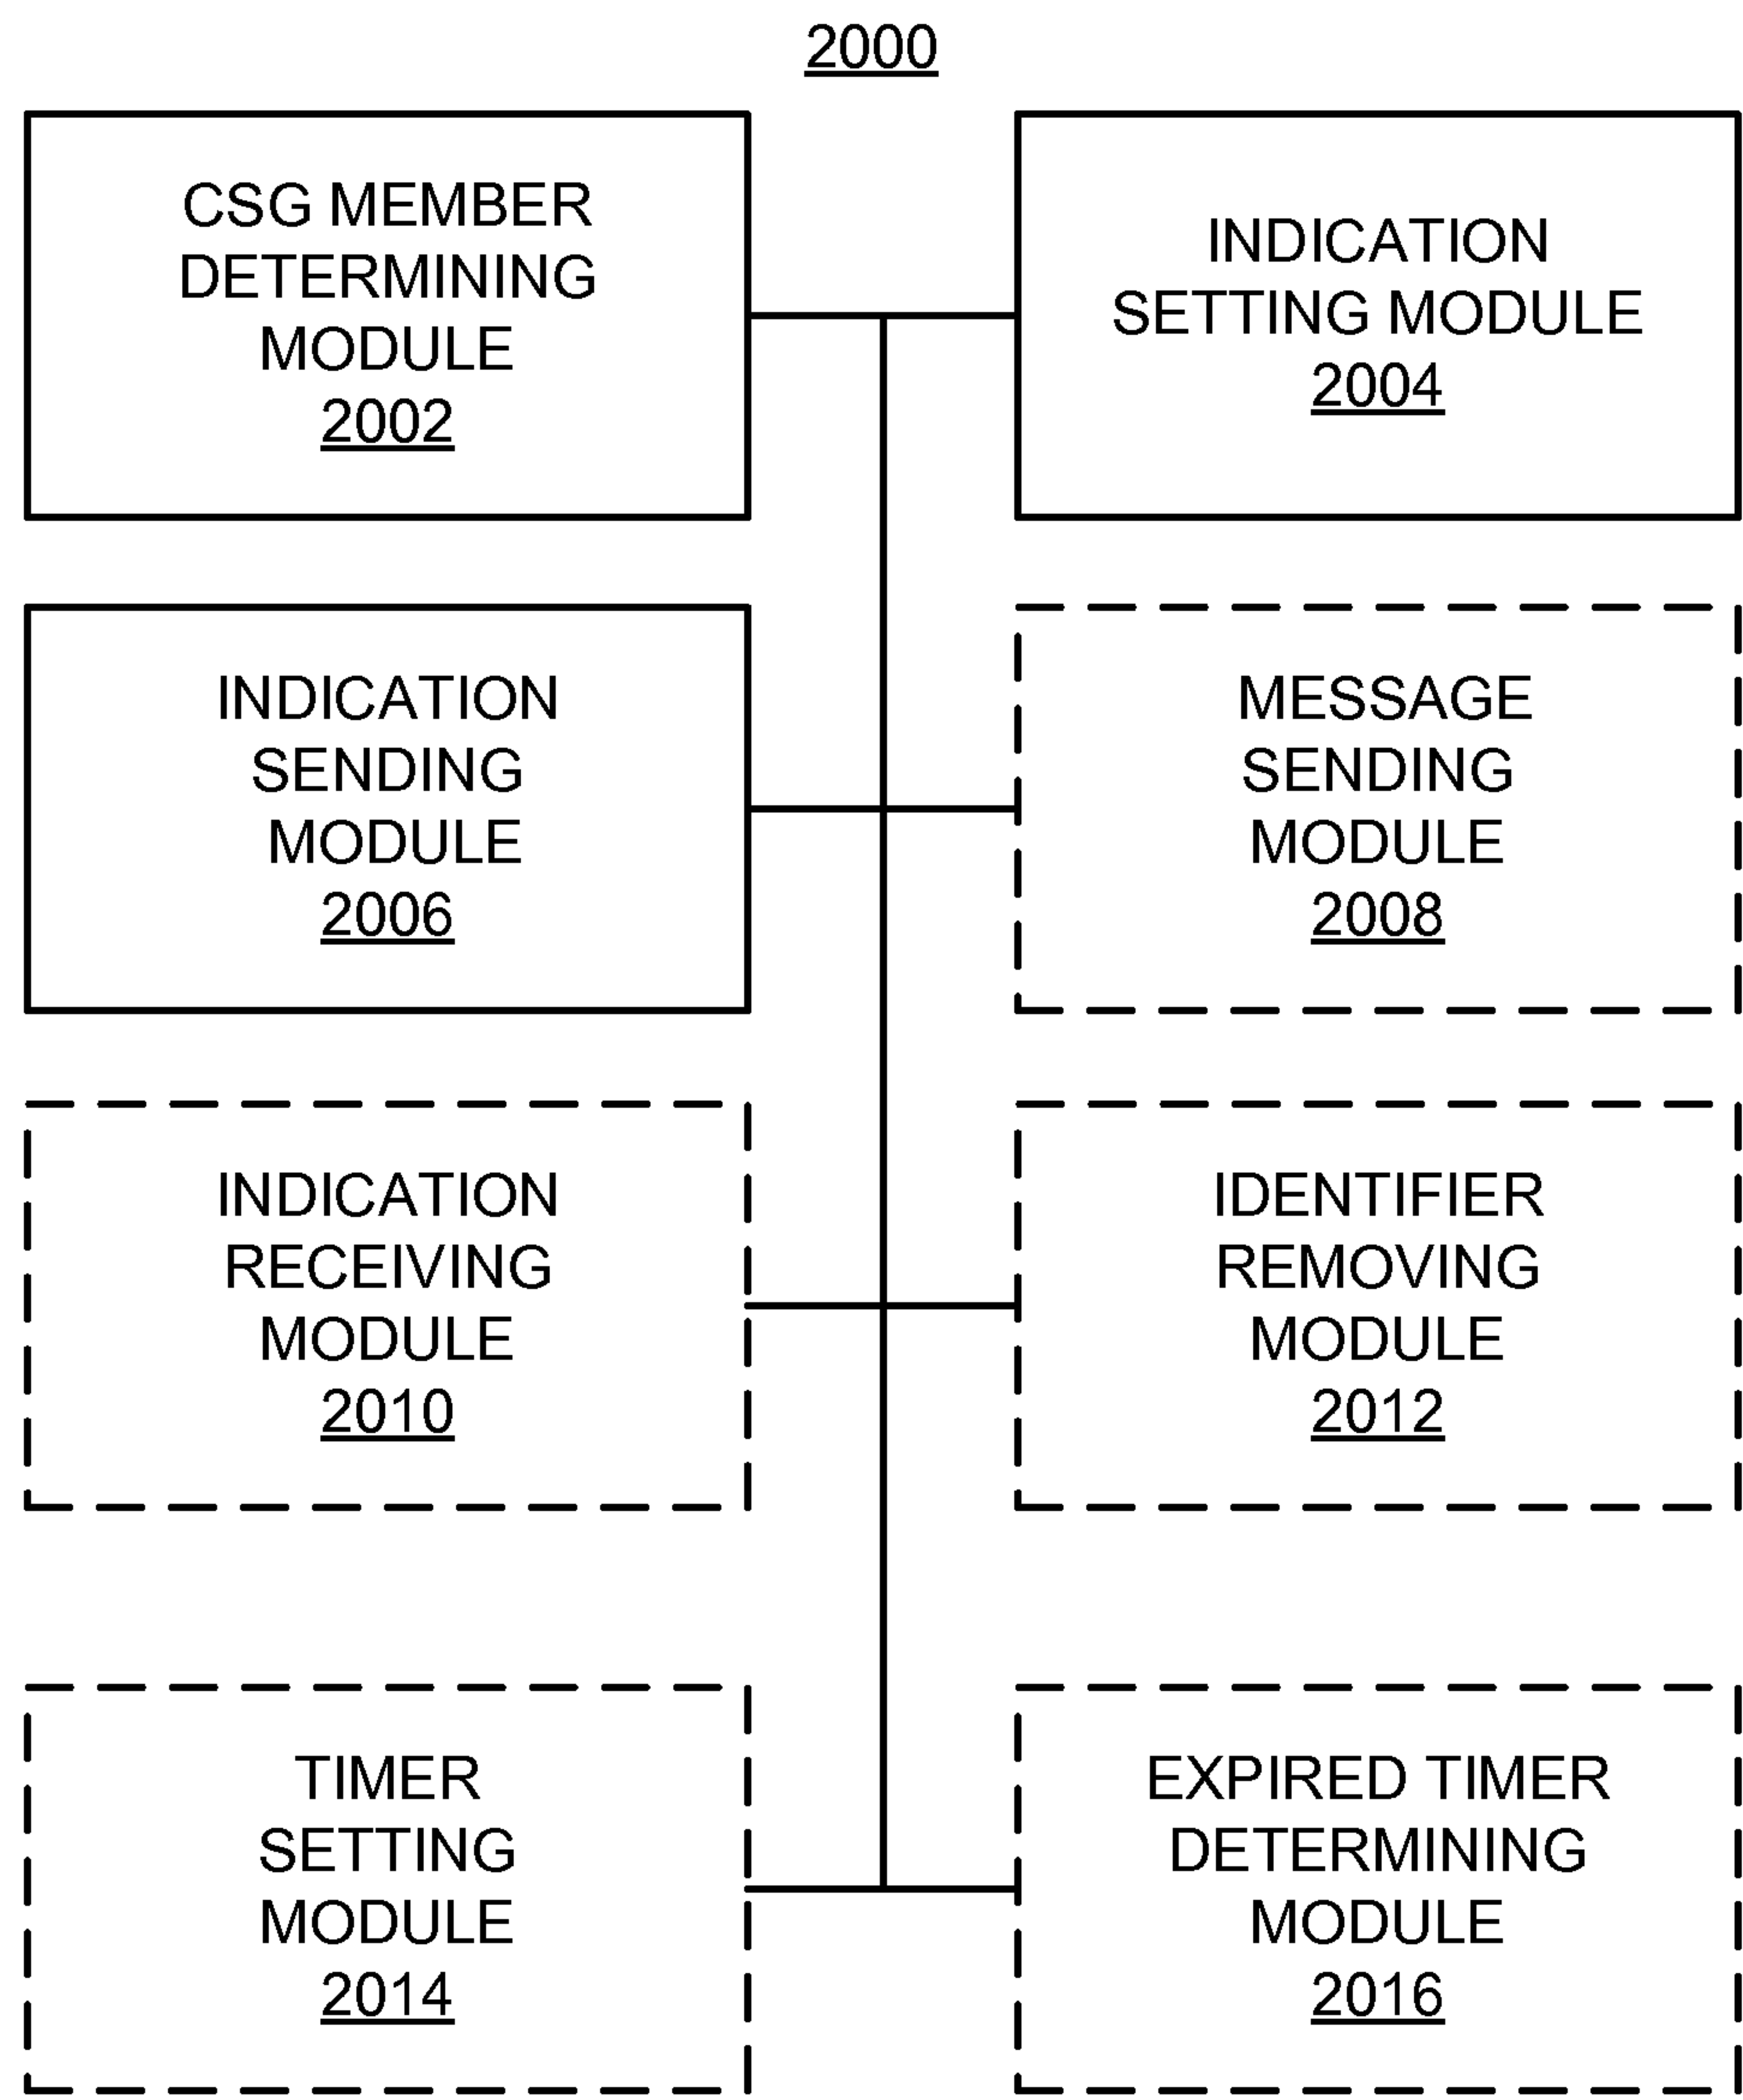 2000
CSG MEMBER
DETERMINING
MODULE
2002
INDICATION
SETTING MODULE
2004
INDICATION
SENDING
MODULE
2006
MESSAGE
SENDING
MODULE
2008
INDICATION
RECEIVING
MODULE
2010
IDENTIFIER
REMOVING
MODULE
2012
TIMER
SETTING
MODULE
2014
EXPIRED TIMER
DETERMINING
MODULE
2016